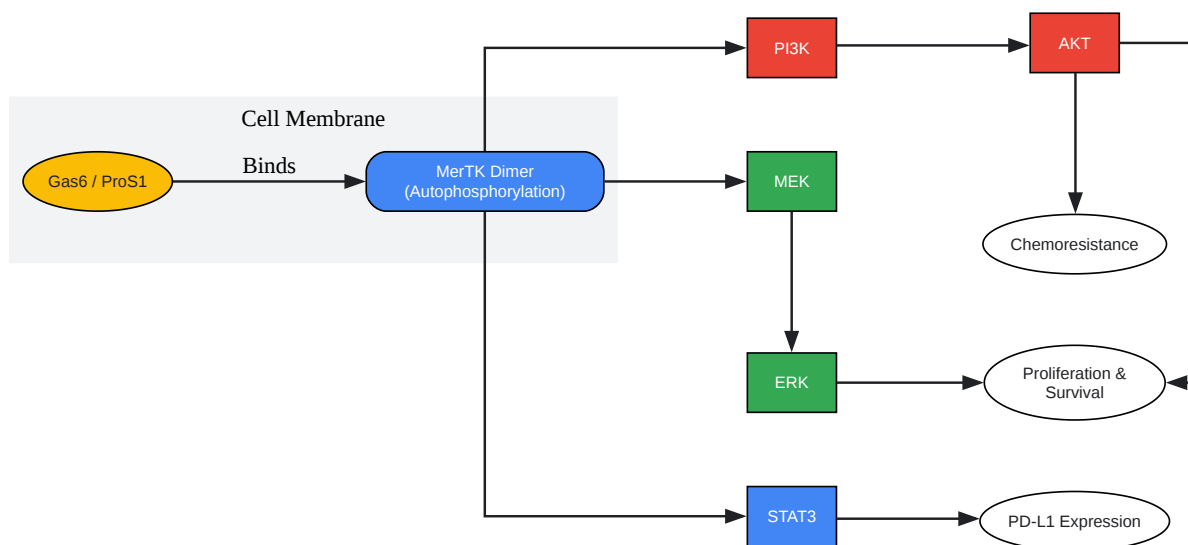 PI3K
AKT
Cell Membrane
Binds
Gas6 / ProS1
MerTK Dimer
(Autophosphorylation)
MEK
Chemoresistance
ERK
Proliferation &
Survival
STAT3
PD-L1 Expression